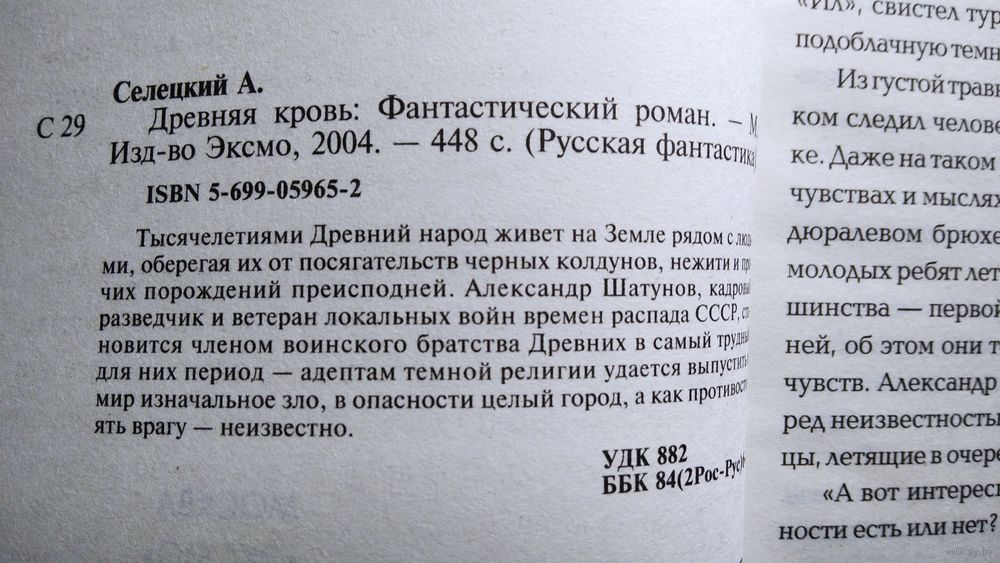 Селецкий А.
С 29
Древняя кровь: Фантастический роман. – М.
Изд-во Эксмо, 2004. — 448 с. (Русская фантастика)
ISBN 5-699-05965-2
Тысячелетиями Древний народ живет на Земле рядом с людь-
ми, оберегая их от посягательств черных колдунов, нежити и про
чих порождений преисподней. Александр Шатунов, кадровый
разведчик и ветеран локальных войн времен распада СССР, ста
новится членом воинского братства Древних в самый трудный
для них период — адептам темной религии удается выпустить
мир изначальное зло, в опасности целый город, а как противосто
ять врагу — неизвестно.
УДК 882
ББК 84(2Рос-Рус)
«Ил», свистел тур
подоблачную темн
Из густой травн
ком следил челове
ке. Даже на таком
чувствах и мыслях
дюралевом брюхе
молодых ребят лет
шинства — первой
ней, об этом они т
чувств. Александр
ред неизвестносты
цы, летящие в очере
«А вот интерес
ности есть или нет?